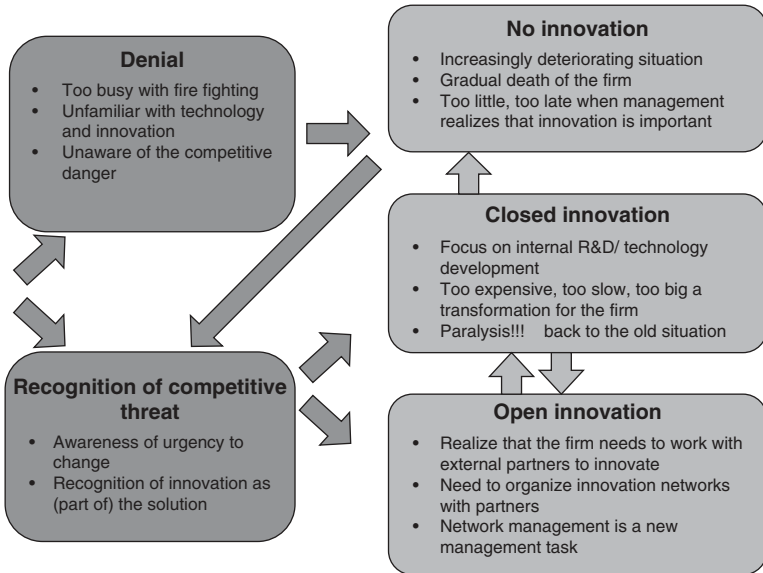 Denial
• Too busy with fire fighting
• Unfamiliar with technology
and innovation
• Unaware of the competitive
danger
No innovation
• Increasingly deteriorating situation
• Gradual death of the firm
• Too little, too late when management
realizes that innovation is important
Closed innovation
• Focus on internal R&D/ technology
development
• Too expensive, too slow, too big a
transformation for the firm
• Paralysis!!! back to the old situation
Recognition of competitive
threat
• Awareness of urgency to
change
• Recognition of innovation as
(part of) the solution
Open innovation
• Realize that the firm needs to work with
external partners to innovate
• Need to organize innovation networks
with partners
• Network management is a new
management task